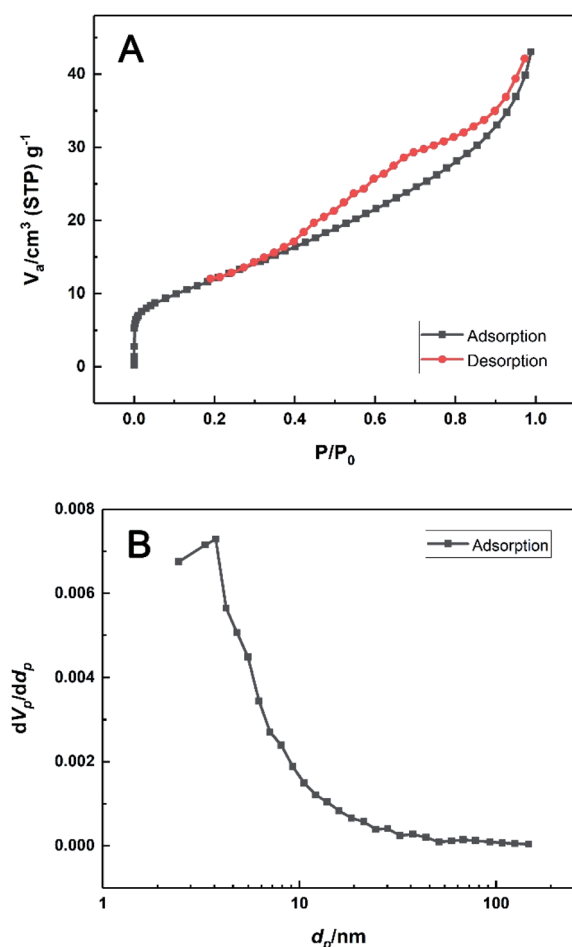 A
40
30
20
10
0
Vₐ/cm³ (STP) g⁻¹
Adsorption
Desorption
0.0 0.2 0.4 0.6 0.8 1.0
P/P₀
B
0.008
0.006
0.004
0.002
0.000
dVₚ/ddₚ
Adsorption
1 10 100
dₚ/nm